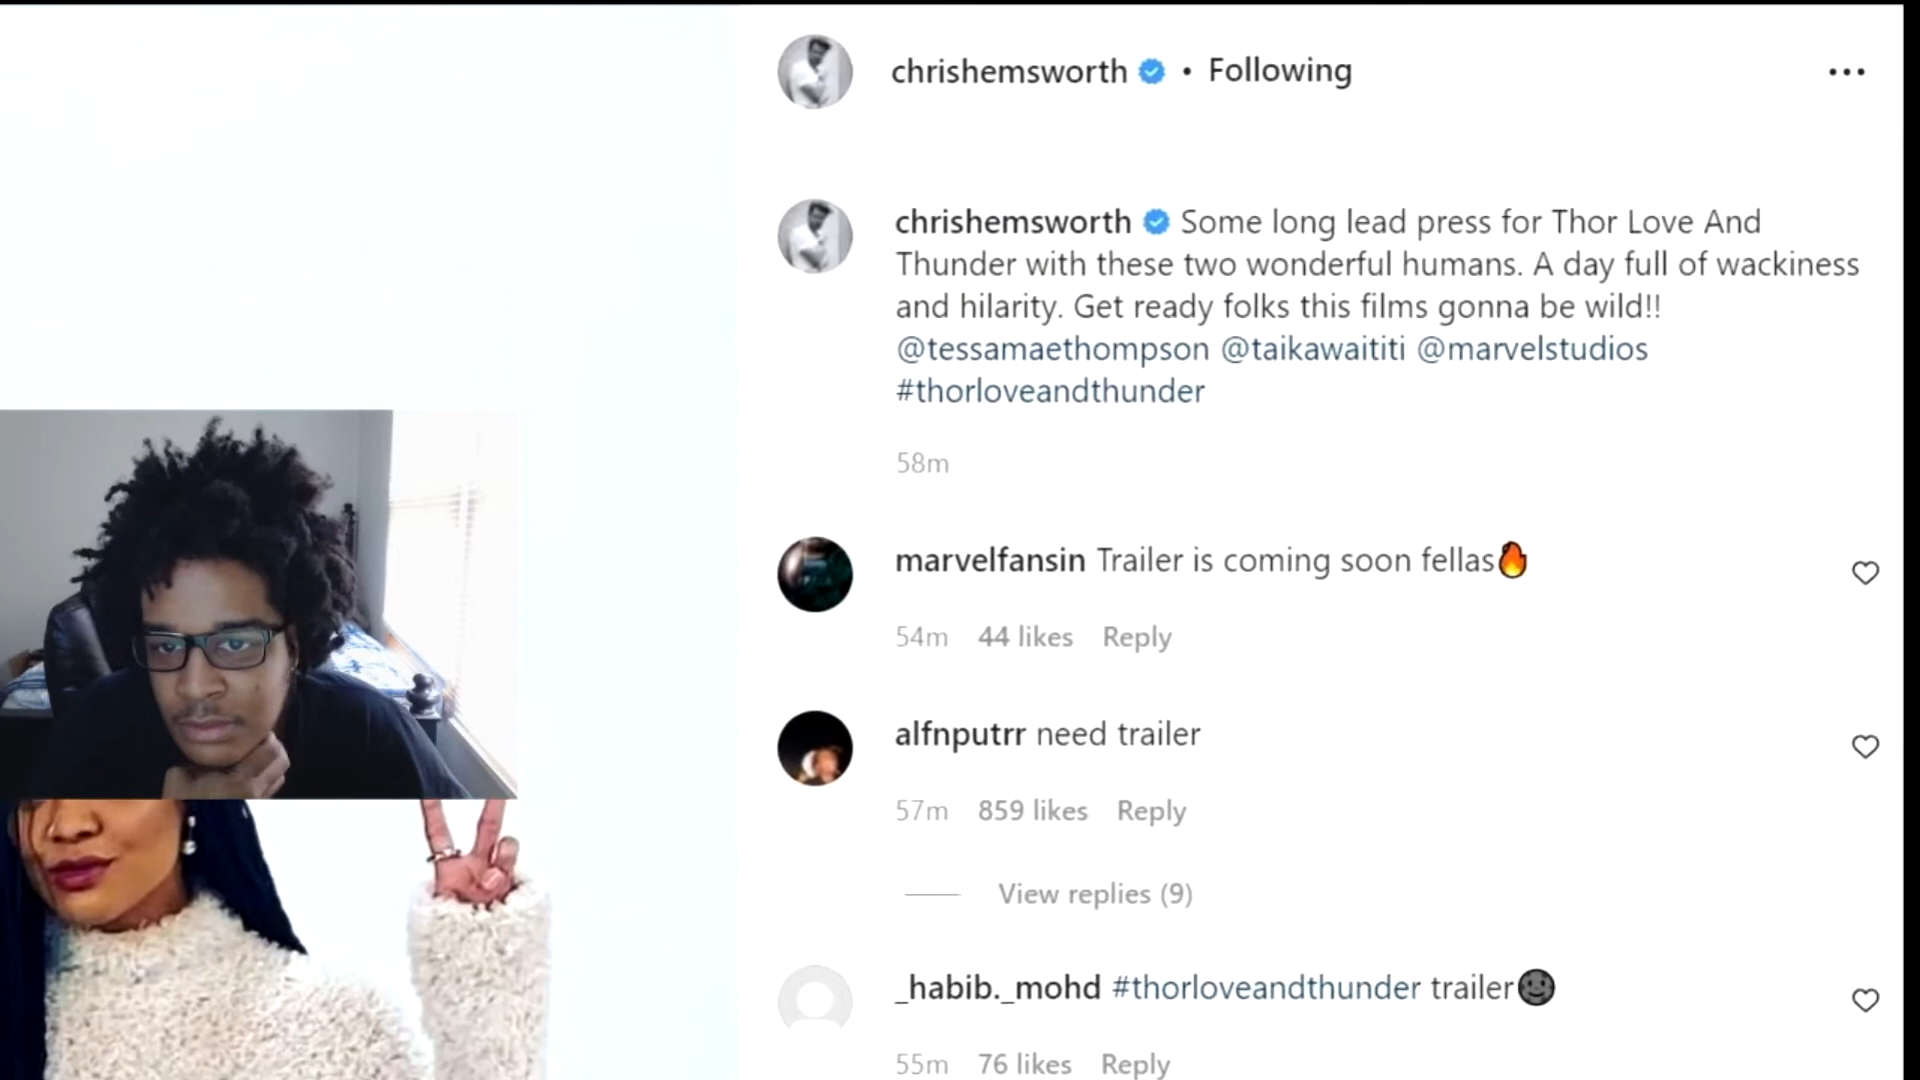 chrishemsworth • Following
chrishemsworth Some long lead press for Thor Love And
Thunder with these two wonderful humans. A day full of wackiness
and hilarity. Get ready folks this films gonna be wild!!
@tessamaethompson @taikawaititi @marvelstudios
#thorloveandthunder
58m
marvelfansin Trailer is coming soon fellas🔥
54m 44 likes Reply
alfnputrr need trailer
57m 859 likes Reply
View replies (9)
_habib._mohd #thorloveandthunder trailer🌚
55m 76 likes Reply